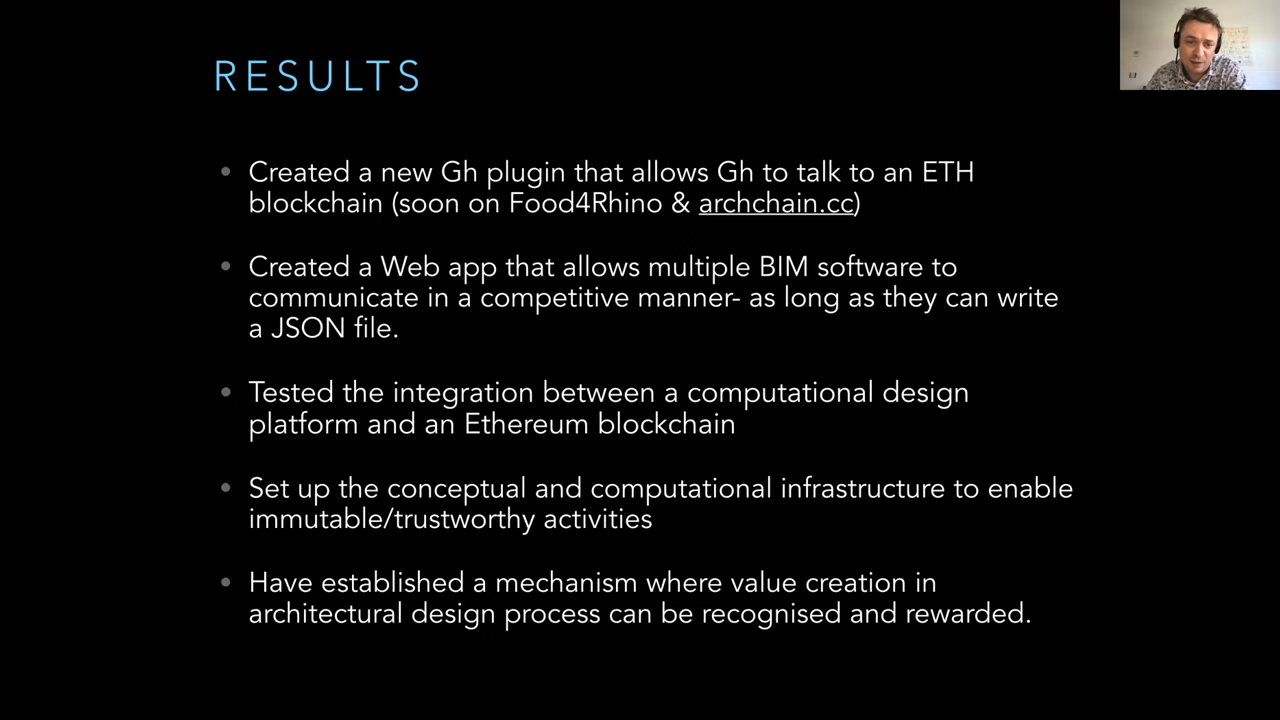 RESULTS
• Created a new Gh plugin that allows Gh to talk to an ETH
blockchain (soon on Food4Rhino & archchain.cc)
• Created a Web app that allows multiple BIM software to
communicate in a competitive manner- as long as they can write
a JSON file.
• Tested the integration between a computational design
platform and an Ethereum blockchain
• Set up the conceptual and computational infrastructure to enable
immutable/trustworthy activities
• Have established a mechanism where value creation in
architectural design process can be recognised and rewarded.